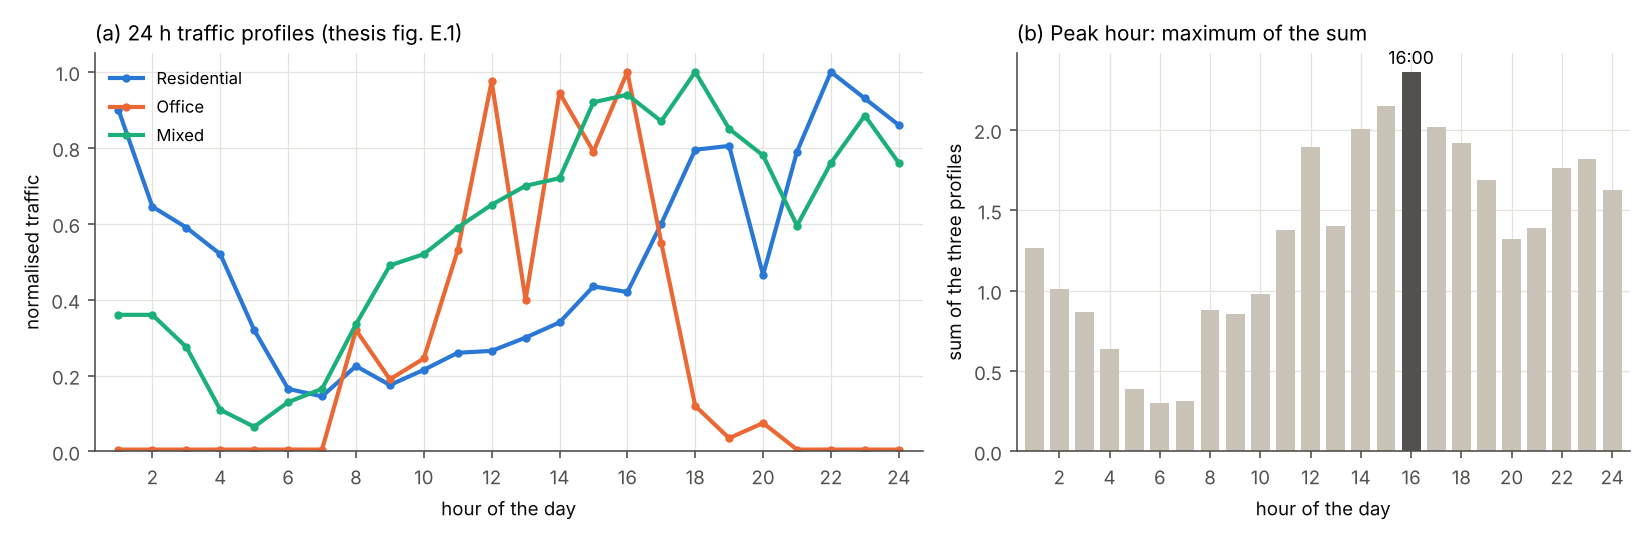 (a) 24 h traffic profiles (thesis fig. E.1)
Residential
Office
Mixed
normalised traffic
1.0
0.8
0.6
0.4
0.2
0.0
2 4 6 8 10 12 14 16 18 20 22 24
hour of the day
(b) Peak hour: maximum of the sum
16:00
sum of the three profiles
2.0
1.5
1.0
0.5
0.0
2 4 6 8 10 12 14 16 18 20 22 24
hour of the day